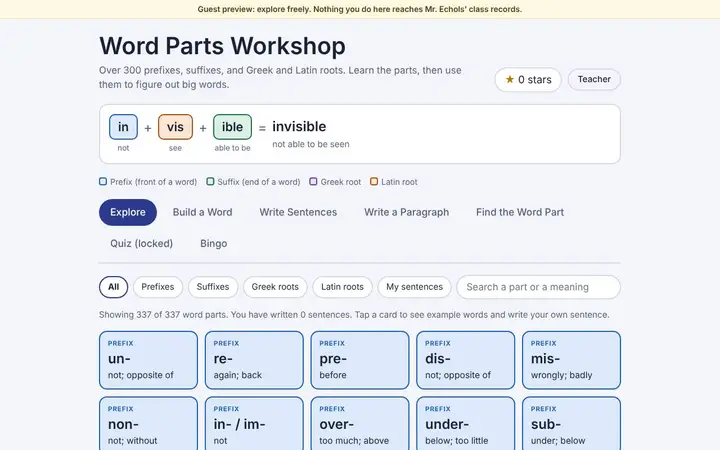 Guest preview: explore freely. Nothing you do here reaches Mr. Echols' class records.
Word Parts Workshop
Over 300 prefixes, suffixes, and Greek and Latin roots. Learn the parts, then use
them to figure out big words.
★ 0 stars
Teacher
in + vis + ible = invisible
not see able to be not able to be seen
Prefix (front of a word) Suffix (end of a word) Greek root Latin root
Explore Build a Word Write Sentences Write a Paragraph Find the Word Part
Quiz (locked) Bingo
All Prefixes Suffixes Greek roots Latin roots My sentences Search a part or a meaning
Showing 337 of 337 word parts. You have written 0 sentences. Tap a card to see example words and write your own sentence.
PREFIX PREFIX PREFIX PREFIX PREFIX
un- re- pre- dis- mis-
not; opposite of again; back before not; opposite of wrongly; badly
PREFIX PREFIX PREFIX PREFIX PREFIX
non- in- / im- over- under- sub-
not; without not too much; above below; too little under; below